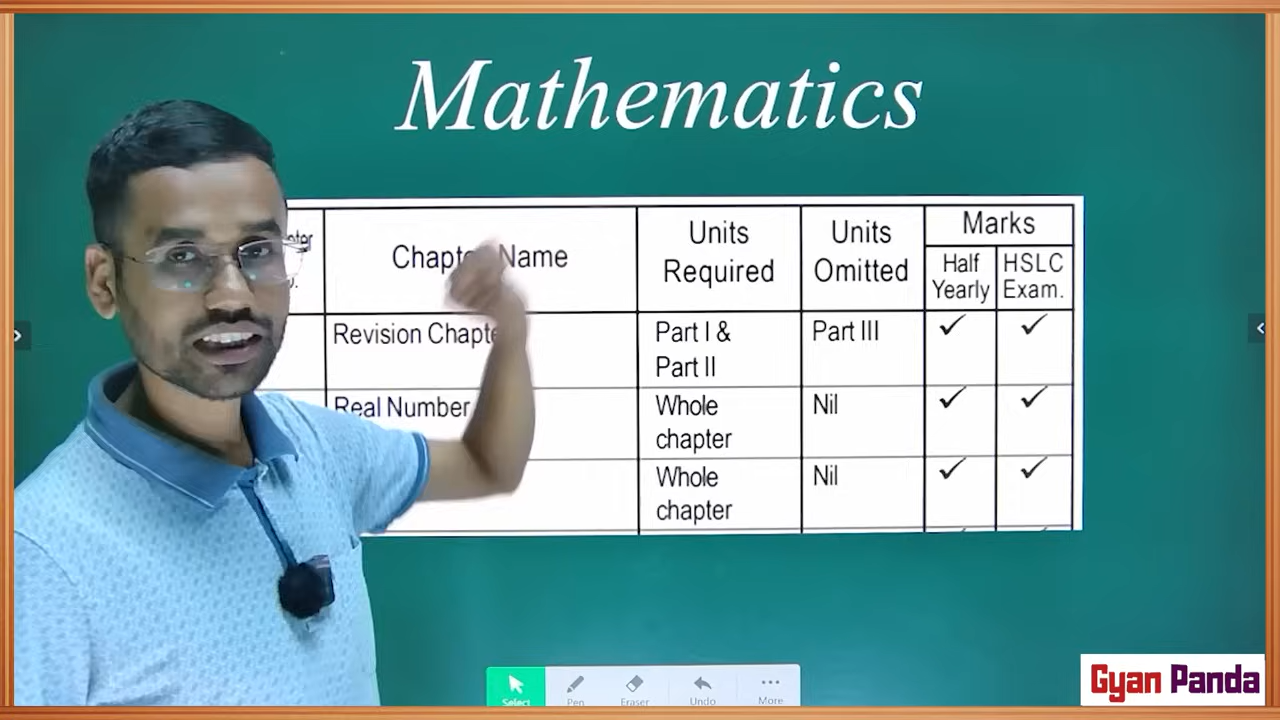 Mathematics
Chapter Name
Units
Required
Units
Omitted
Marks
Half
Yearly
HSLC
Exam.
Revision Chapter
Part I &
Part II
Part III
✓
✓
Real Number
Whole
chapter
Nil
✓
✓
Whole
chapter
Nil
✓
✓
Select
Pen
Eraser
Undo
More
Gyan Panda